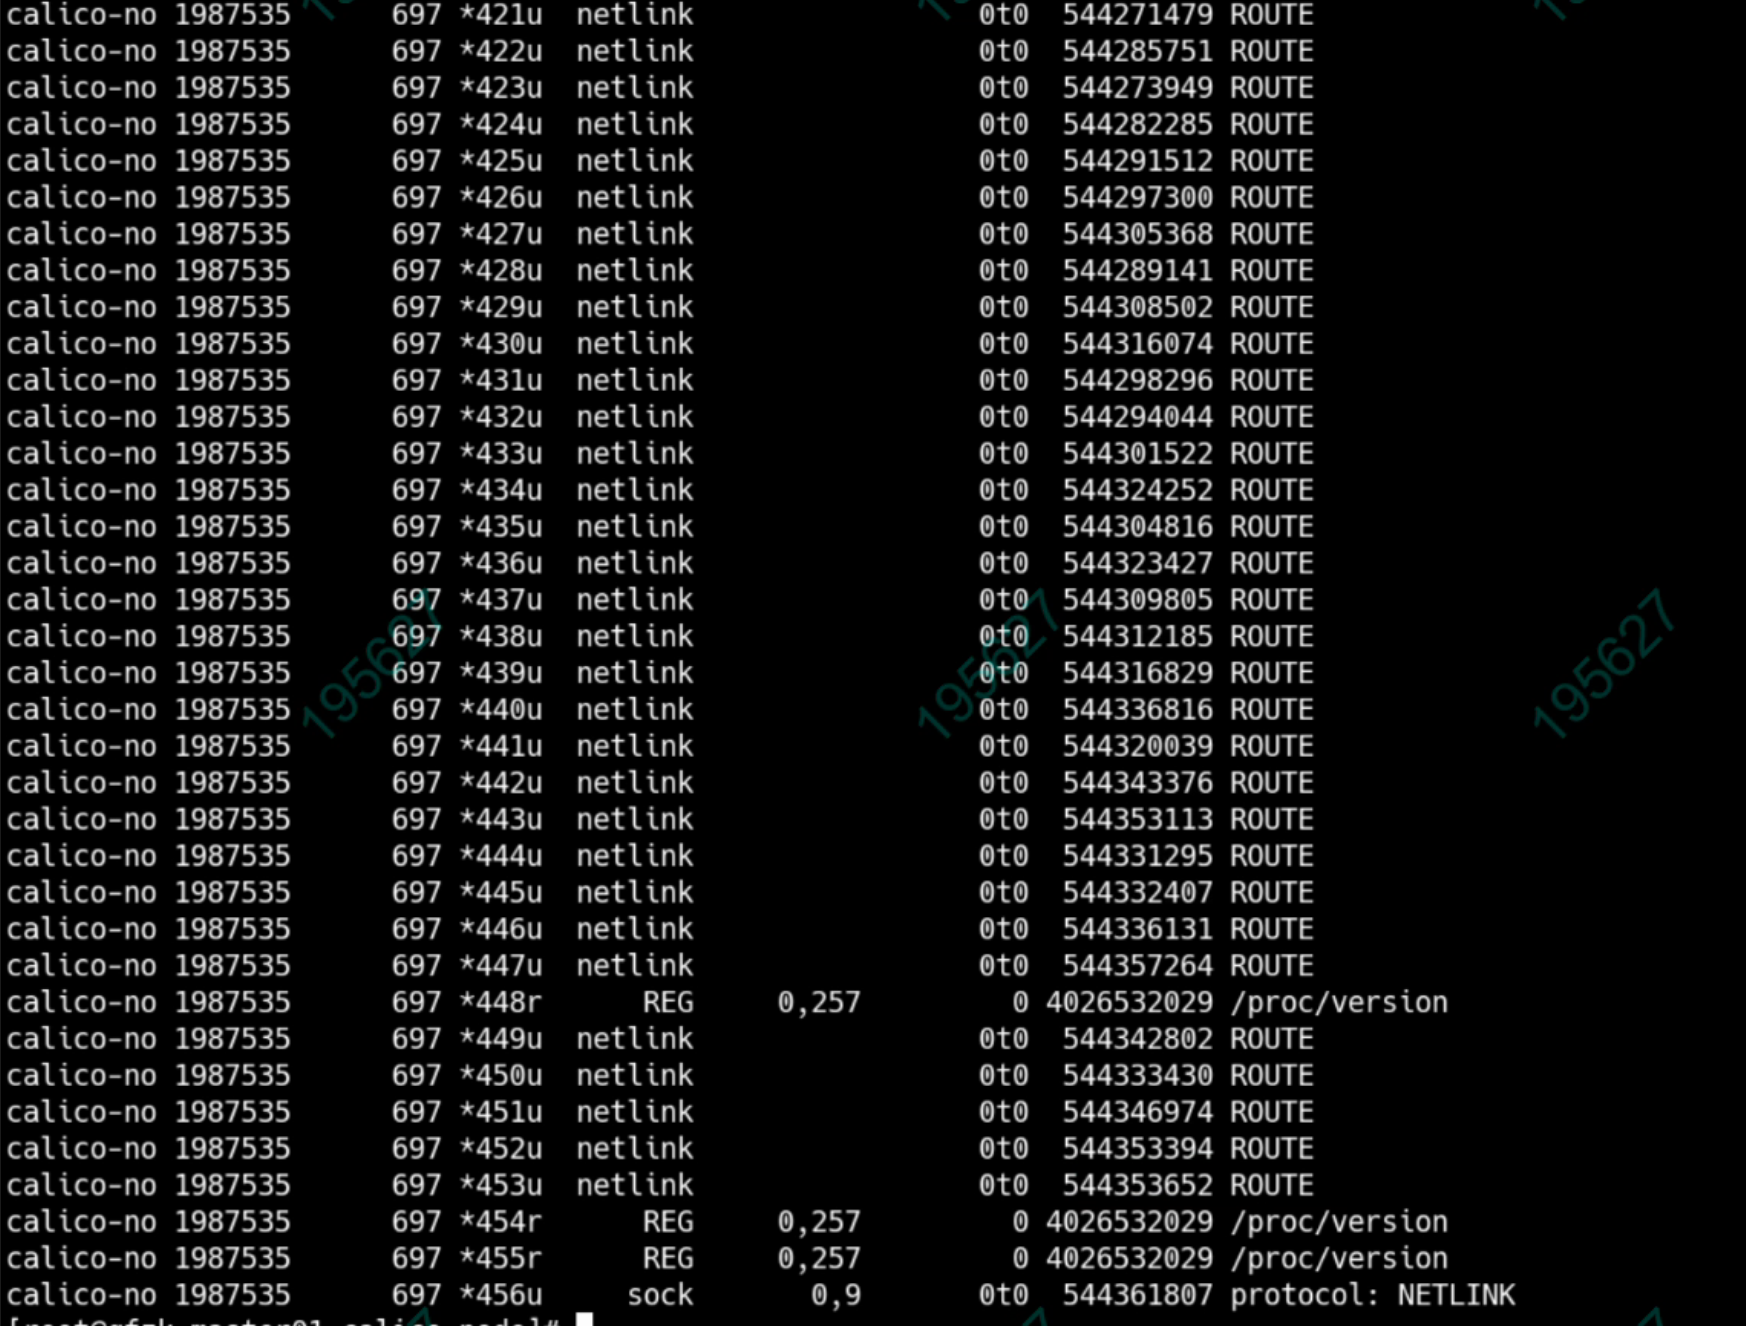 calico-no 1987535      697 *421u  netlink                 0t0  544271479 ROUTE
calico-no 1987535      697 *422u  netlink                 0t0  544285751 ROUTE
calico-no 1987535      697 *423u  netlink                 0t0  544273949 ROUTE
calico-no 1987535      697 *424u  netlink                 0t0  544282285 ROUTE
calico-no 1987535      697 *425u  netlink                 0t0  544291512 ROUTE
calico-no 1987535      697 *426u  netlink                 0t0  544297300 ROUTE
calico-no 1987535      697 *427u  netlink                 0t0  544305368 ROUTE
calico-no 1987535      697 *428u  netlink                 0t0  544289141 ROUTE
calico-no 1987535      697 *429u  netlink                 0t0  544308502 ROUTE
calico-no 1987535      697 *430u  netlink                 0t0  544316074 ROUTE
calico-no 1987535      697 *431u  netlink                 0t0  544298296 ROUTE
calico-no 1987535      697 *432u  netlink                 0t0  544294044 ROUTE
calico-no 1987535      697 *433u  netlink                 0t0  544301522 ROUTE
calico-no 1987535      697 *434u  netlink                 0t0  544324252 ROUTE
calico-no 1987535      697 *435u  netlink                 0t0  544304816 ROUTE
calico-no 1987535      697 *436u  netlink                 0t0  544323427 ROUTE
calico-no 1987535      697 *437u  netlink                 0t0  544309805 ROUTE
calico-no 1987535      697 *438u  netlink                 0t0  544312185 ROUTE
calico-no 1987535      697 *439u  netlink                 0t0  544316829 ROUTE
calico-no 1987535      697 *440u  netlink                 0t0  544336816 ROUTE
calico-no 1987535      697 *441u  netlink                 0t0  544320039 ROUTE
calico-no 1987535      697 *442u  netlink                 0t0  544343376 ROUTE
calico-no 1987535      697 *443u  netlink                 0t0  544353113 ROUTE
calico-no 1987535      697 *444u  netlink                 0t0  544331295 ROUTE
calico-no 1987535      697 *445u  netlink                 0t0  544332407 ROUTE
calico-no 1987535      697 *446u  netlink                 0t0  544336131 ROUTE
calico-no 1987535      697 *447u  netlink                 0t0  544357264 ROUTE
calico-no 1987535      697 *448r      REG     0,257         0 4026532029 /proc/version
calico-no 1987535      697 *449u  netlink                 0t0  544342802 ROUTE
calico-no 1987535      697 *450u  netlink                 0t0  544333430 ROUTE
calico-no 1987535      697 *451u  netlink                 0t0  544346974 ROUTE
calico-no 1987535      697 *452u  netlink                 0t0  544353394 ROUTE
calico-no 1987535      697 *453u  netlink                 0t0  544353652 ROUTE
calico-no 1987535      697 *454r      REG     0,257         0 4026532029 /proc/version
calico-no 1987535      697 *455r      REG     0,257         0 4026532029 /proc/version
calico-no 1987535      697 *456u     sock       0,9       0t0  544361807 protocol: NETLINK
195627
195627
195627